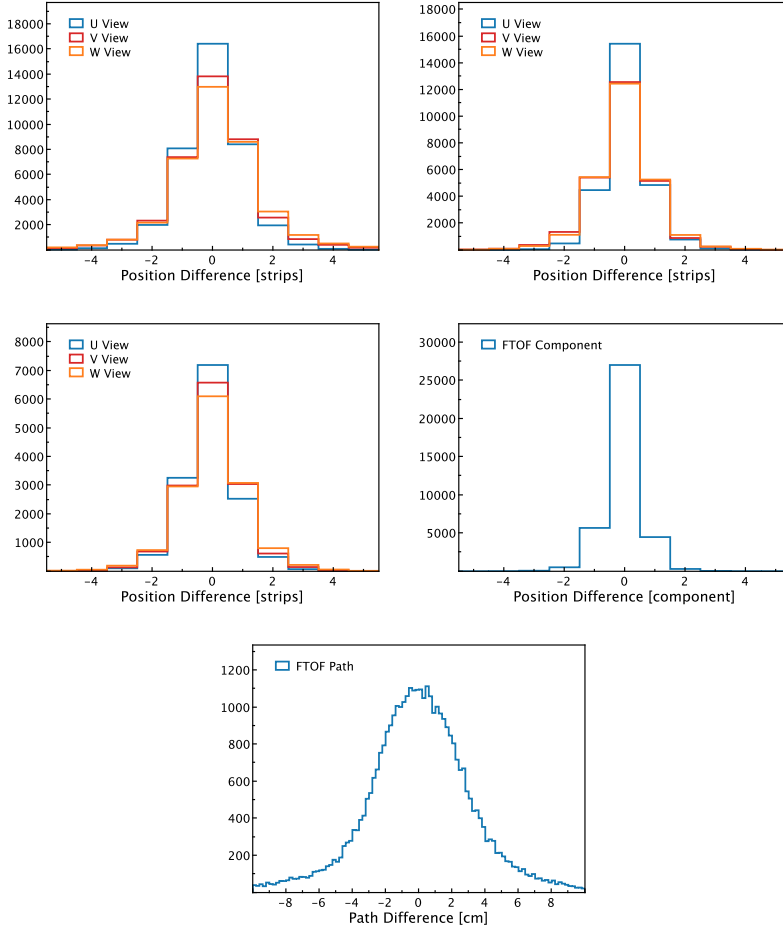 18000
16000
14000
12000
10000
8000
6000
4000
2000
U View
V View
W View
−4 −2 0 2 4
Position Difference [strips]
18000
16000
14000
12000
10000
8000
6000
4000
2000
U View
V View
W View
−4 −2 0 2 4
Position Difference [strips]
8000
7000
6000
5000
4000
3000
2000
1000
U View
V View
W View
−4 −2 0 2 4
Position Difference [strips]
30000
25000
20000
15000
10000
5000
FTOF Component
−4 −2 0 2 4
Position Difference [component]
1200
1000
800
600
400
200
FTOF Path
−8 −6 −4 −2 0 2 4 6 8
Path Difference [cm]